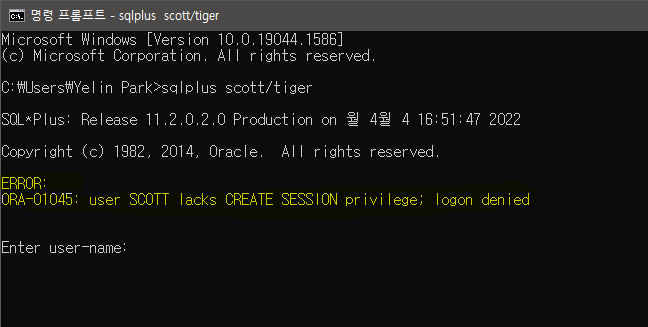 명령 프롬프트 - sqlplus  scott/tiger
Microsoft Windows [Version 10.0.19044.1586]
(c) Microsoft Corporation. All rights reserved.
C:₩Users₩Yelin Park>sqlplus scott/tiger
SQL*Plus: Release 11.2.0.2.0 Production on 월 4월 4 16:51:47 2022
Copyright (c) 1982, 2014, Oracle.  All rights reserved.
ERROR:
ORA-01045: user SCOTT lacks CREATE SESSION privilege; logon denied
Enter user-name: